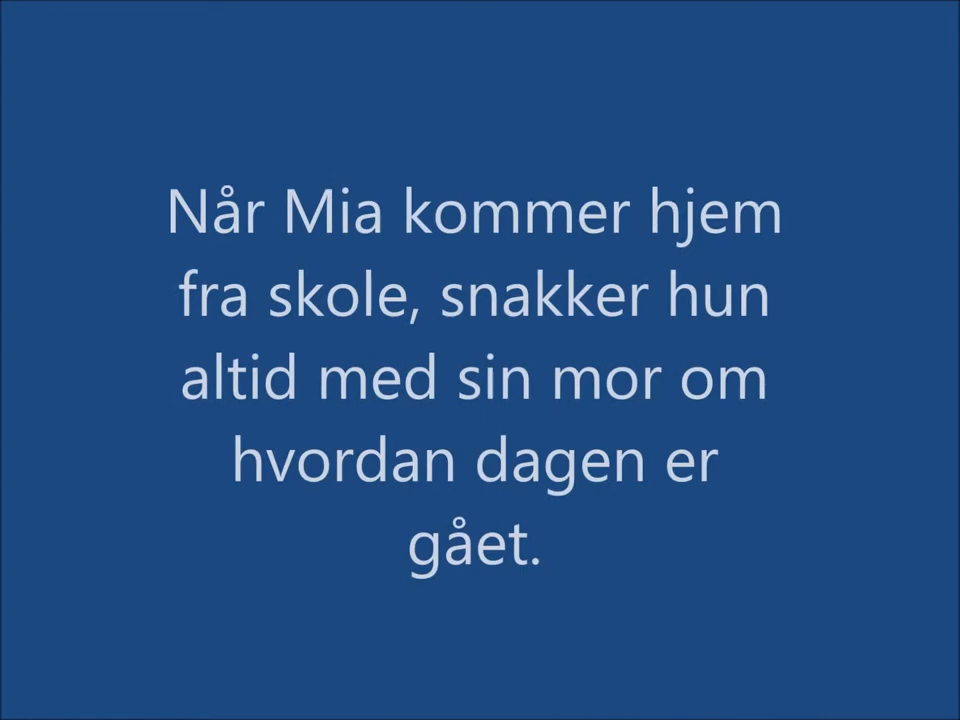 Når Mia kommer hjem
fra skole, snakker hun
altid med sin mor om
hvordan dagen er
gået.